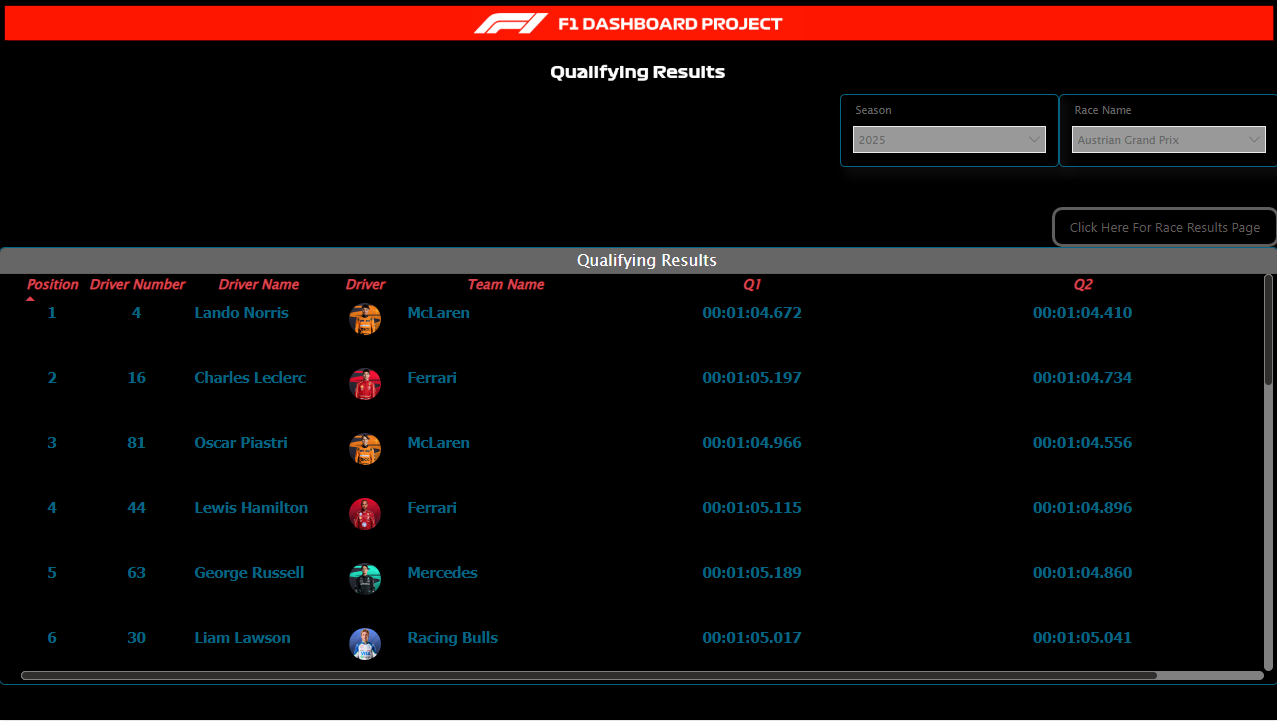 F1 DASHBOARD PROJECT
Qualifying Results
Season Race Name
2025 Austrian Grand Prix
Click Here For Race Results Page
Qualifying Results
Position Driver Number Driver Name Driver Team Name Q1 Q2
1 4 Lando Norris McLaren 00:01:04.672 00:01:04.410
2 16 Charles Leclerc Ferrari 00:01:05.197 00:01:04.734
3 81 Oscar Piastri McLaren 00:01:04.966 00:01:04.556
4 44 Lewis Hamilton Ferrari 00:01:05.115 00:01:04.896
5 63 George Russell Mercedes 00:01:05.189 00:01:04.860
6 30 Liam Lawson Racing Bulls 00:01:05.017 00:01:05.041